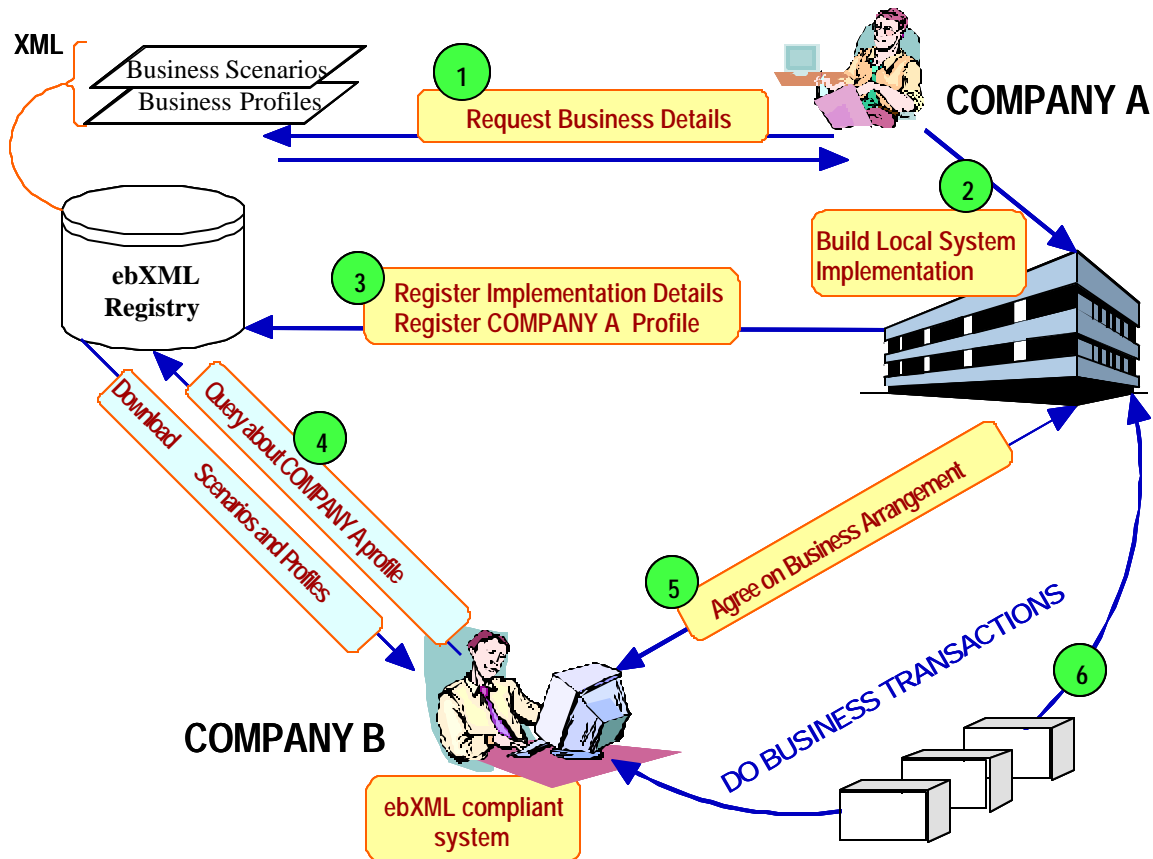 XML
Business Scenarios
Business Profiles
1
Request Business Details
COMPANY A
2
Build Local System
Implementation
ebXML
Registry
3
Register Implementation Details
Register COMPANY A Profile
4
Query about COMPANY A profile
Download Scenarios and Profiles
5
Agree on Business Arrangement
DO BUSINESS TRANSACTIONS
6
COMPANY B
ebXML compliant
system